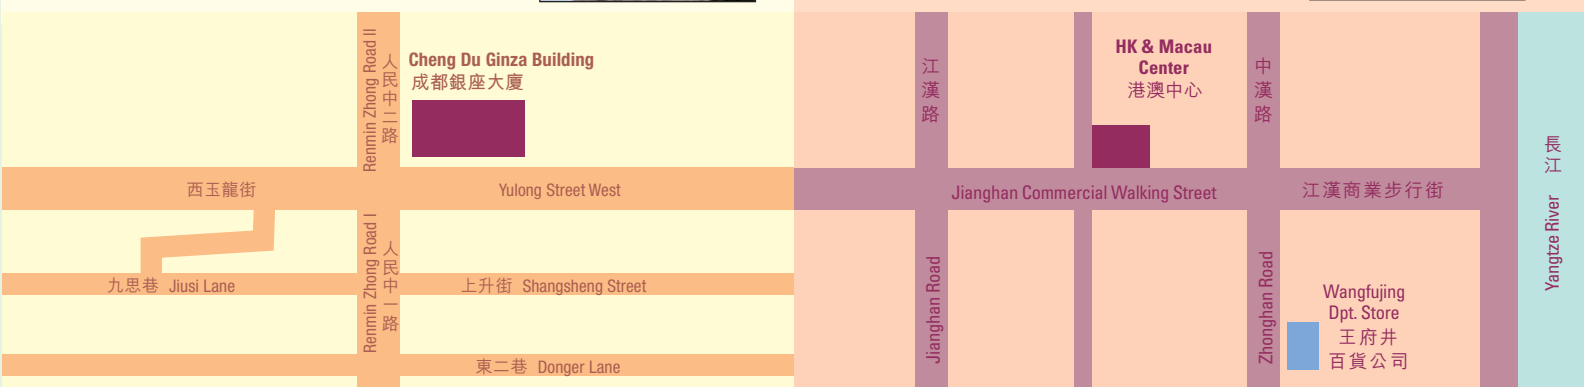 Renmin Zhong Road II
人民中二路
Cheng Du Ginza Building
成都銀座大廈
西玉龍街
Yulong Street West
Renmin Zhong Road I
人民中一路
九思巷 Jiusi Lane
上升街 Shangsheng Street
東二巷 Donger Lane
江漢路
HK & Macau
Center
港澳中心
中漢路
Jianghan Commercial Walking Street
江漢商業步行街
長江 Yangtze River
Jianghan Road
Zhonghan Road
Wangfujing
Dpt. Store
王府井
百貨公司